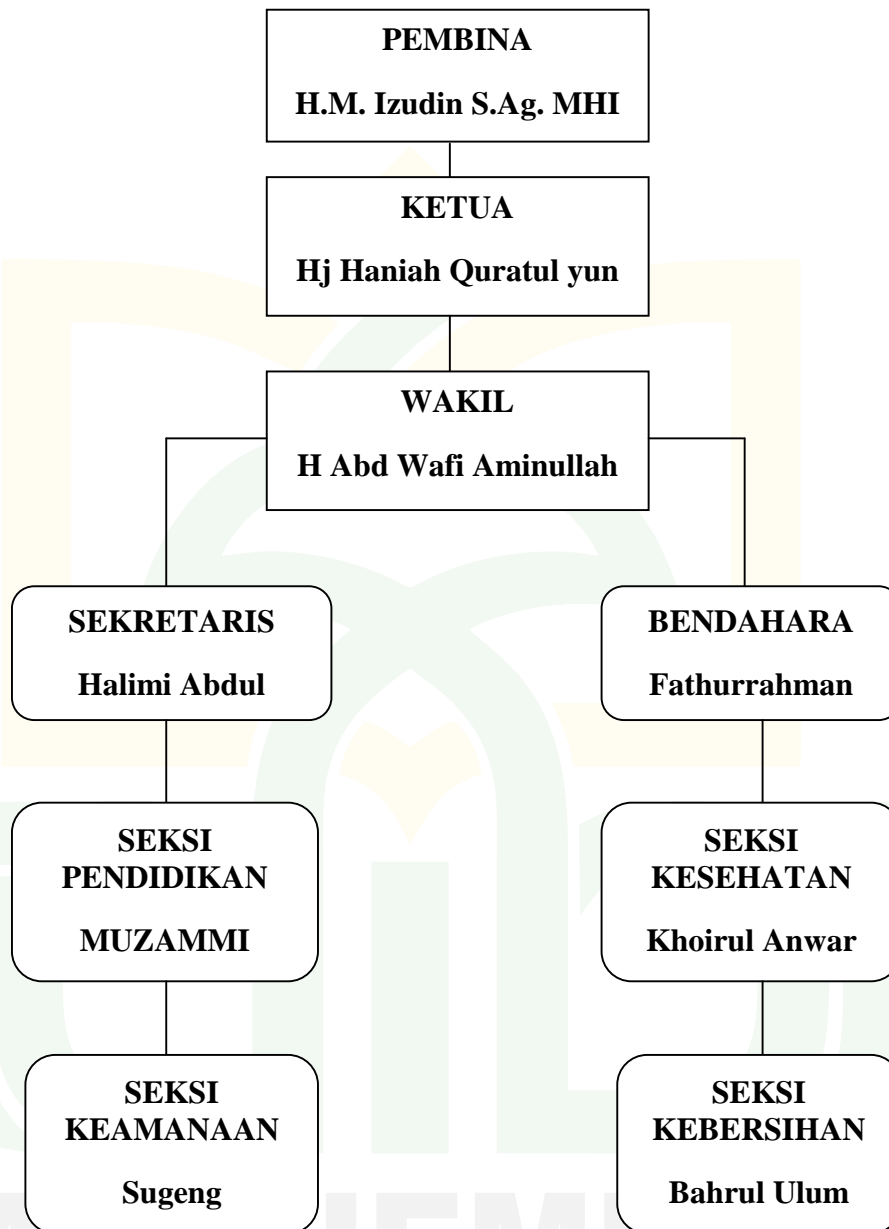 PEMBINA
H.M. Izudin S.Ag. MHI
KETUA
Hj Haniah Quratul yun
WAKIL
H Abd Wafi Aminullah
SEKRETARIS
Halimi Abdul
BENDAHARA
Fathurrahman
SEKSI
PENDIDIKAN
MUZAMMI
SEKSI
KESEHATAN
Khoirul Anwar
SEKSI
KEAMANAAN
Sugeng
SEKSI
KEBERSIHAN
Bahrul Ulum